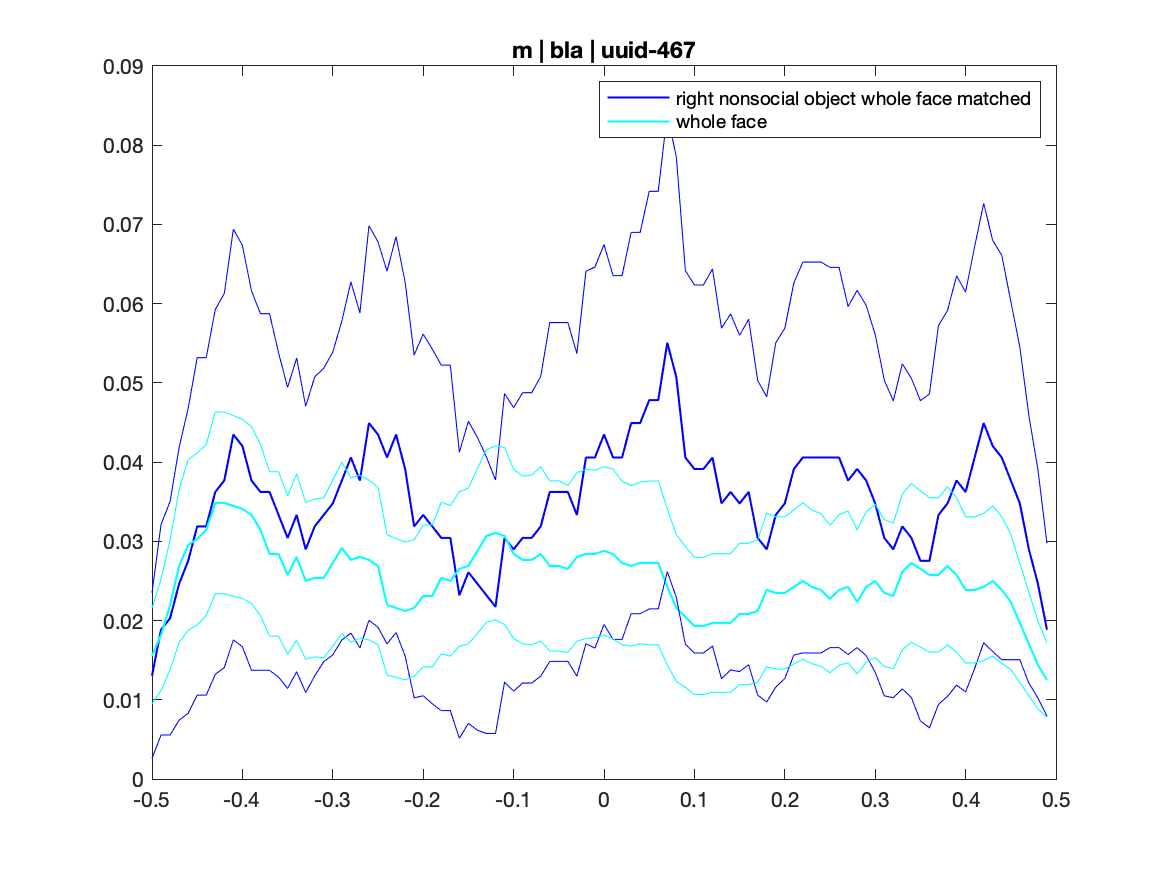 m | bla | uuid-467
0.09
0.08
0.07
0.06
0.05
0.04
0.03
0.02
0.01
0
right nonsocial object whole face matched
whole face
-0.5 -0.4 -0.3 -0.2 -0.1 0 0.1 0.2 0.3 0.4 0.5